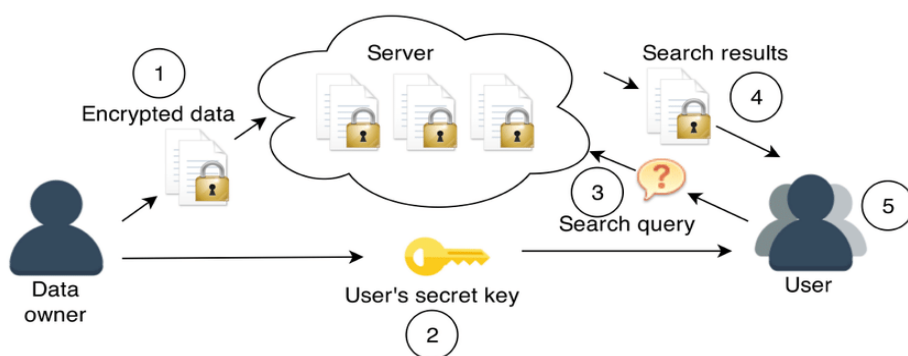 Server
Search results
1
4
Encrypted data
?
3
5
Search query
Data
owner
User's secret key
User
2